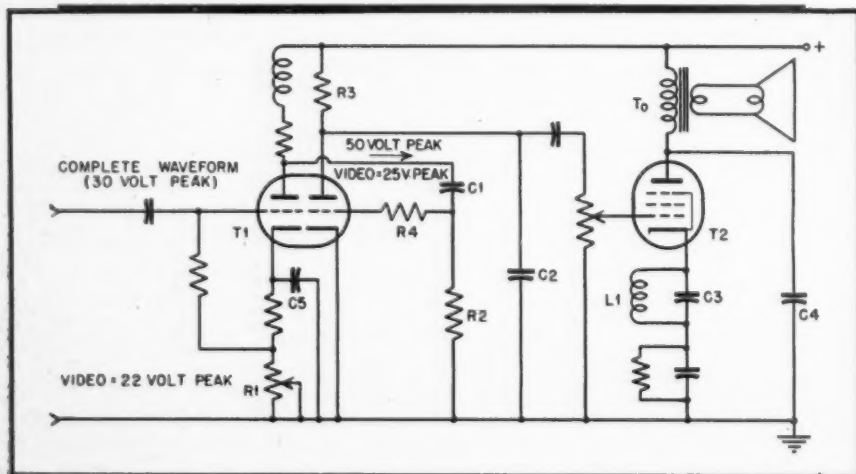 +
R3
To
50 VOLT PEAK
COMPLETE WAVEFORM
(30 VOLT PEAK)
VIDEO=25V.PEAK
C1
T1
R4
T2
C2
C5
R2
L1
C3
C4
VIDEO = 22 VOLT PEAK
R1